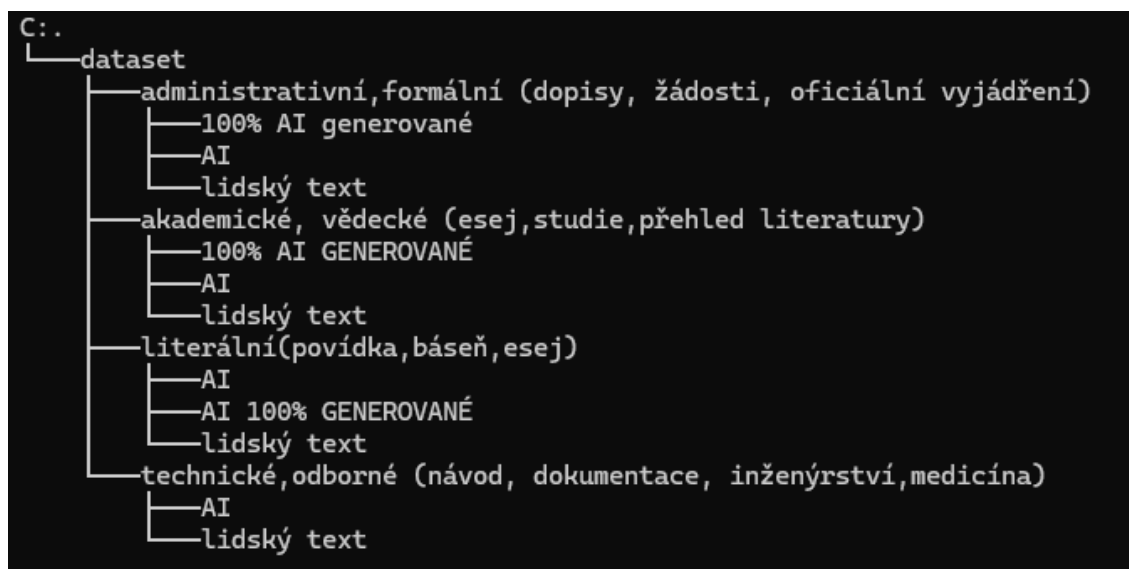 C:.
└───dataset
    ├───administrativní,formální (dopisy, žádosti, oficiální vyjádření)
    │   ├───100% AI generované
    │   ├───AI
    │   └───lidský text
    ├───akademické, vědecké (esej,studie,přehled literatury)
    │   ├───100% AI GENEROVANÉ
    │   ├───AI
    │   └───lidský text
    ├───literální(povídka,báseň,esej)
    │   ├───AI
    │   ├───AI 100% GENEROVANÉ
    │   └───lidský text
    └───technické,odborné (návod, dokumentace, inženýrství,medicína)
        ├───AI
        └───lidský text